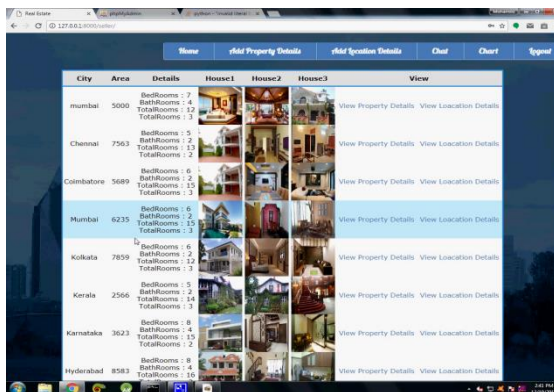 Real Estate
phpMyAdmin
python - "invalid literal
127.0.0.1:8000/seller/
Home Add Property Details Add Location Details Chat Chart Logout
City Area Details House1 House2 House3 View
mumbai 5000 BedRooms : 7
BathRooms : 4
TotalRooms : 12
TotalRooms : 3
View Property Details View Loacation Details
Chennai 7563 BedRooms : 5
BathRooms : 2
TotalRooms : 13
TotalRooms : 2
View Property Details View Loacation Details
Coimbatore 5689 BedRooms : 6
BathRooms : 2
TotalRooms : 15
TotalRooms : 3
View Property Details View Loacation Details
Mumbai 6235 BedRooms : 6
BathRooms : 2
TotalRooms : 15
TotalRooms : 3
View Property Details View Loacation Details
Kolkata 7859 BedRooms : 6
BathRooms : 2
TotalRooms : 12
TotalRooms : 3
View Property Details View Loacation Details
Kerala 2566 BedRooms : 5
BathRooms : 2
TotalRooms : 14
TotalRooms : 3
View Property Details View Loacation Details
Karnataka 3623 BedRooms : 8
BathRooms : 4
TotalRooms : 15
TotalRooms : 2
View Property Details View Loacation Details
Hyderabad 8583 BedRooms : 8
BathRooms : 4
TotalRooms : 16
View Property Details View Loacation Details
2:41 PM